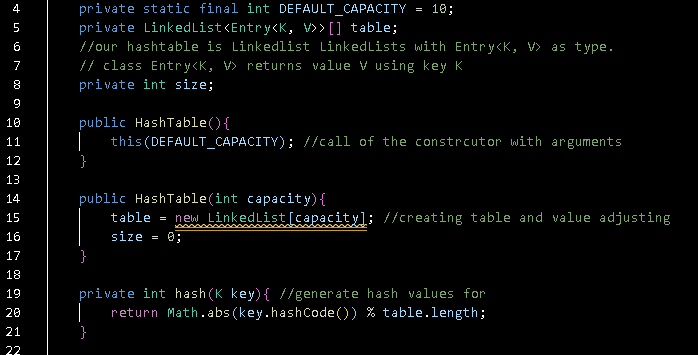 4 private static final int DEFAULT_CAPACITY = 10;
5 private LinkedList<Entry<K, V>>[] table;
6 //our hashtable is Linkedlist LinkedLists with Entry<K, V> as type.
7 // class Entry<K, V> returns value V using key K
8 private int size;
9
10 public HashTable(){
11 this(DEFAULT_CAPACITY); //call of the constrcutor with arguments
12 }
13
14 public HashTable(int capacity){
15 table = new LinkedList[capacity]; //creating table and value adjusting
16 size = 0;
17 }
18
19 private int hash(K key){ //generate hash values for
20 return Math.abs(key.hashCode()) % table.length;
21 }
22